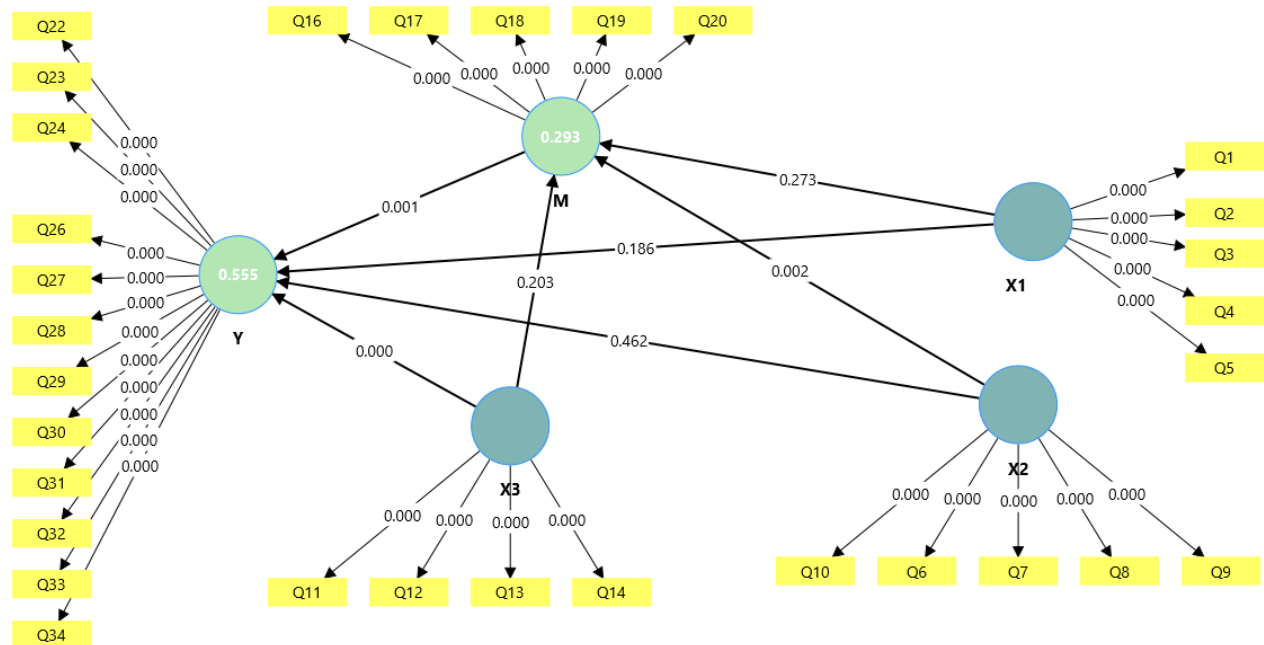 Q16
Q17
Q18
Q19
Q20
0.000
0.000
0.000
0.000
0.000
0.293
M
Q22
Q23
Q24
Q26
Q27
Q28
Q29
Q30
Q31
Q32
Q33
Q34
0.000
0.000
0.000
0.000
0.000
0.000
0.000
0.000
0.000
0.000
0.000
0.000
0.555
Y
0.001
0.273
0.186
0.203
0.002
0.462
0.000
X1
0.000
0.000
0.000
0.000
0.000
Q1
Q2
Q3
Q4
Q5
X3
0.000
0.000
0.000
0.000
Q11
Q12
Q13
Q14
X2
0.000
0.000
0.000
0.000
0.000
Q10
Q6
Q7
Q8
Q9